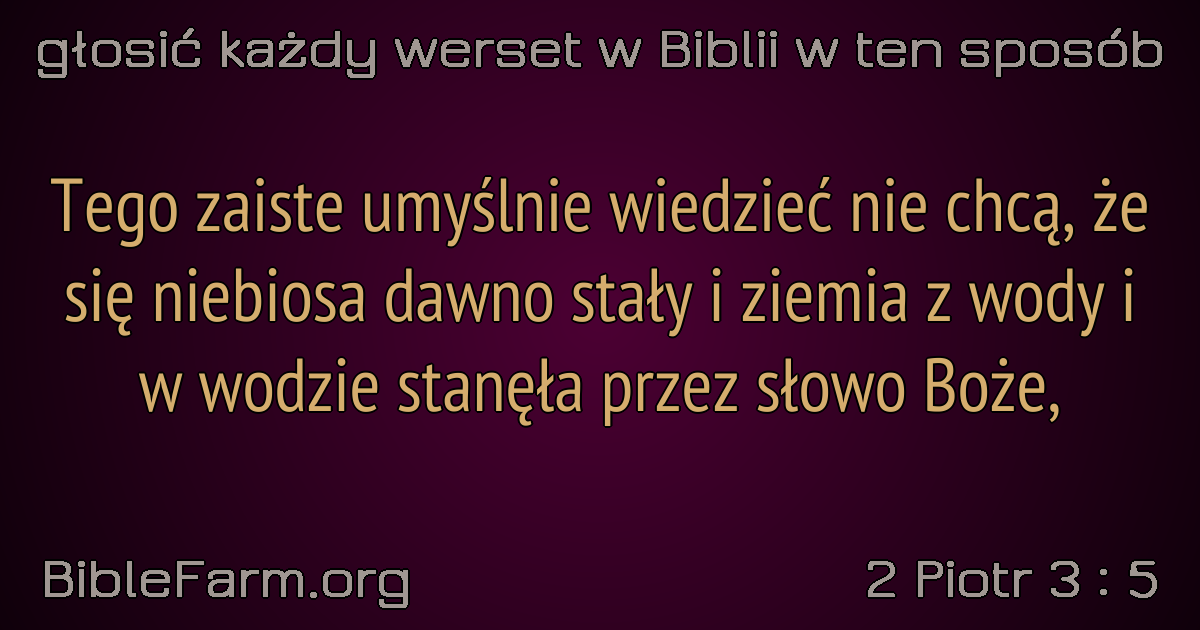 głosić każdy werset w Biblii w ten sposób
Tego zaiste umyślnie wiedzieć nie chcą, że
się niebiosa dawno stały i ziemia z wody i
w wodzie stanęła przez słowo Boże,
BibleFarm.org
2 Piotr 3 : 5